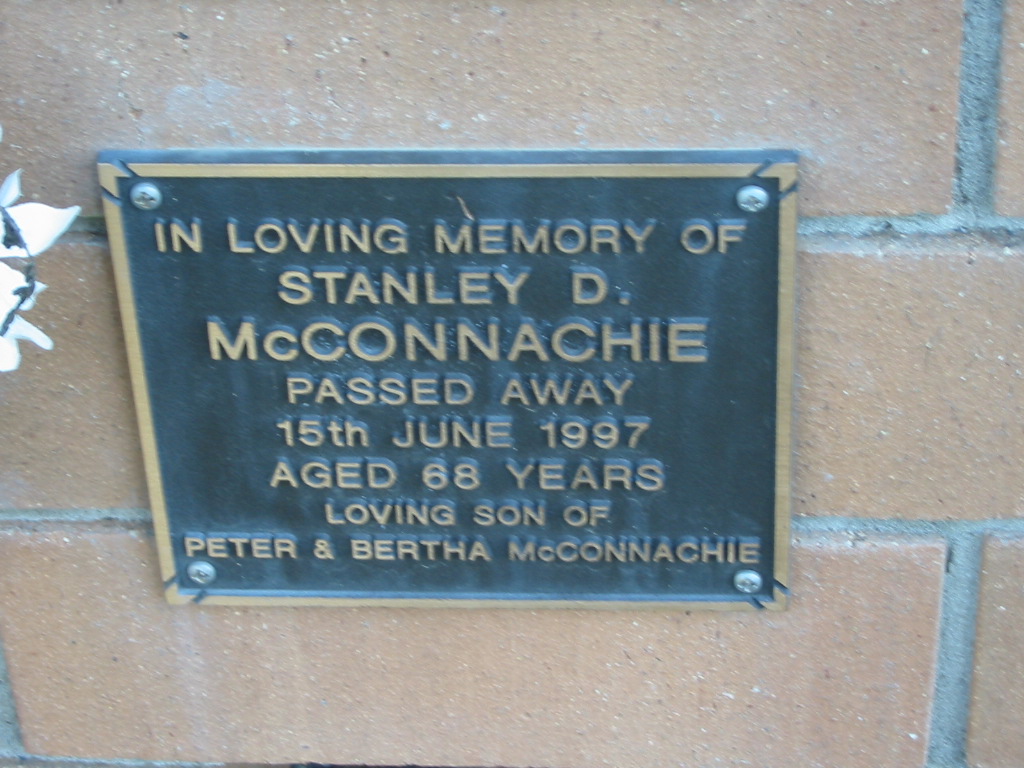 IN LOVING MEMORY OF
STANLEY D.
McCONNACHIE
PASSED AWAY
15th JUNE 1997
AGED 68 YEARS
LOVING SON OF
PETER & BERTHA McCONNACHIE